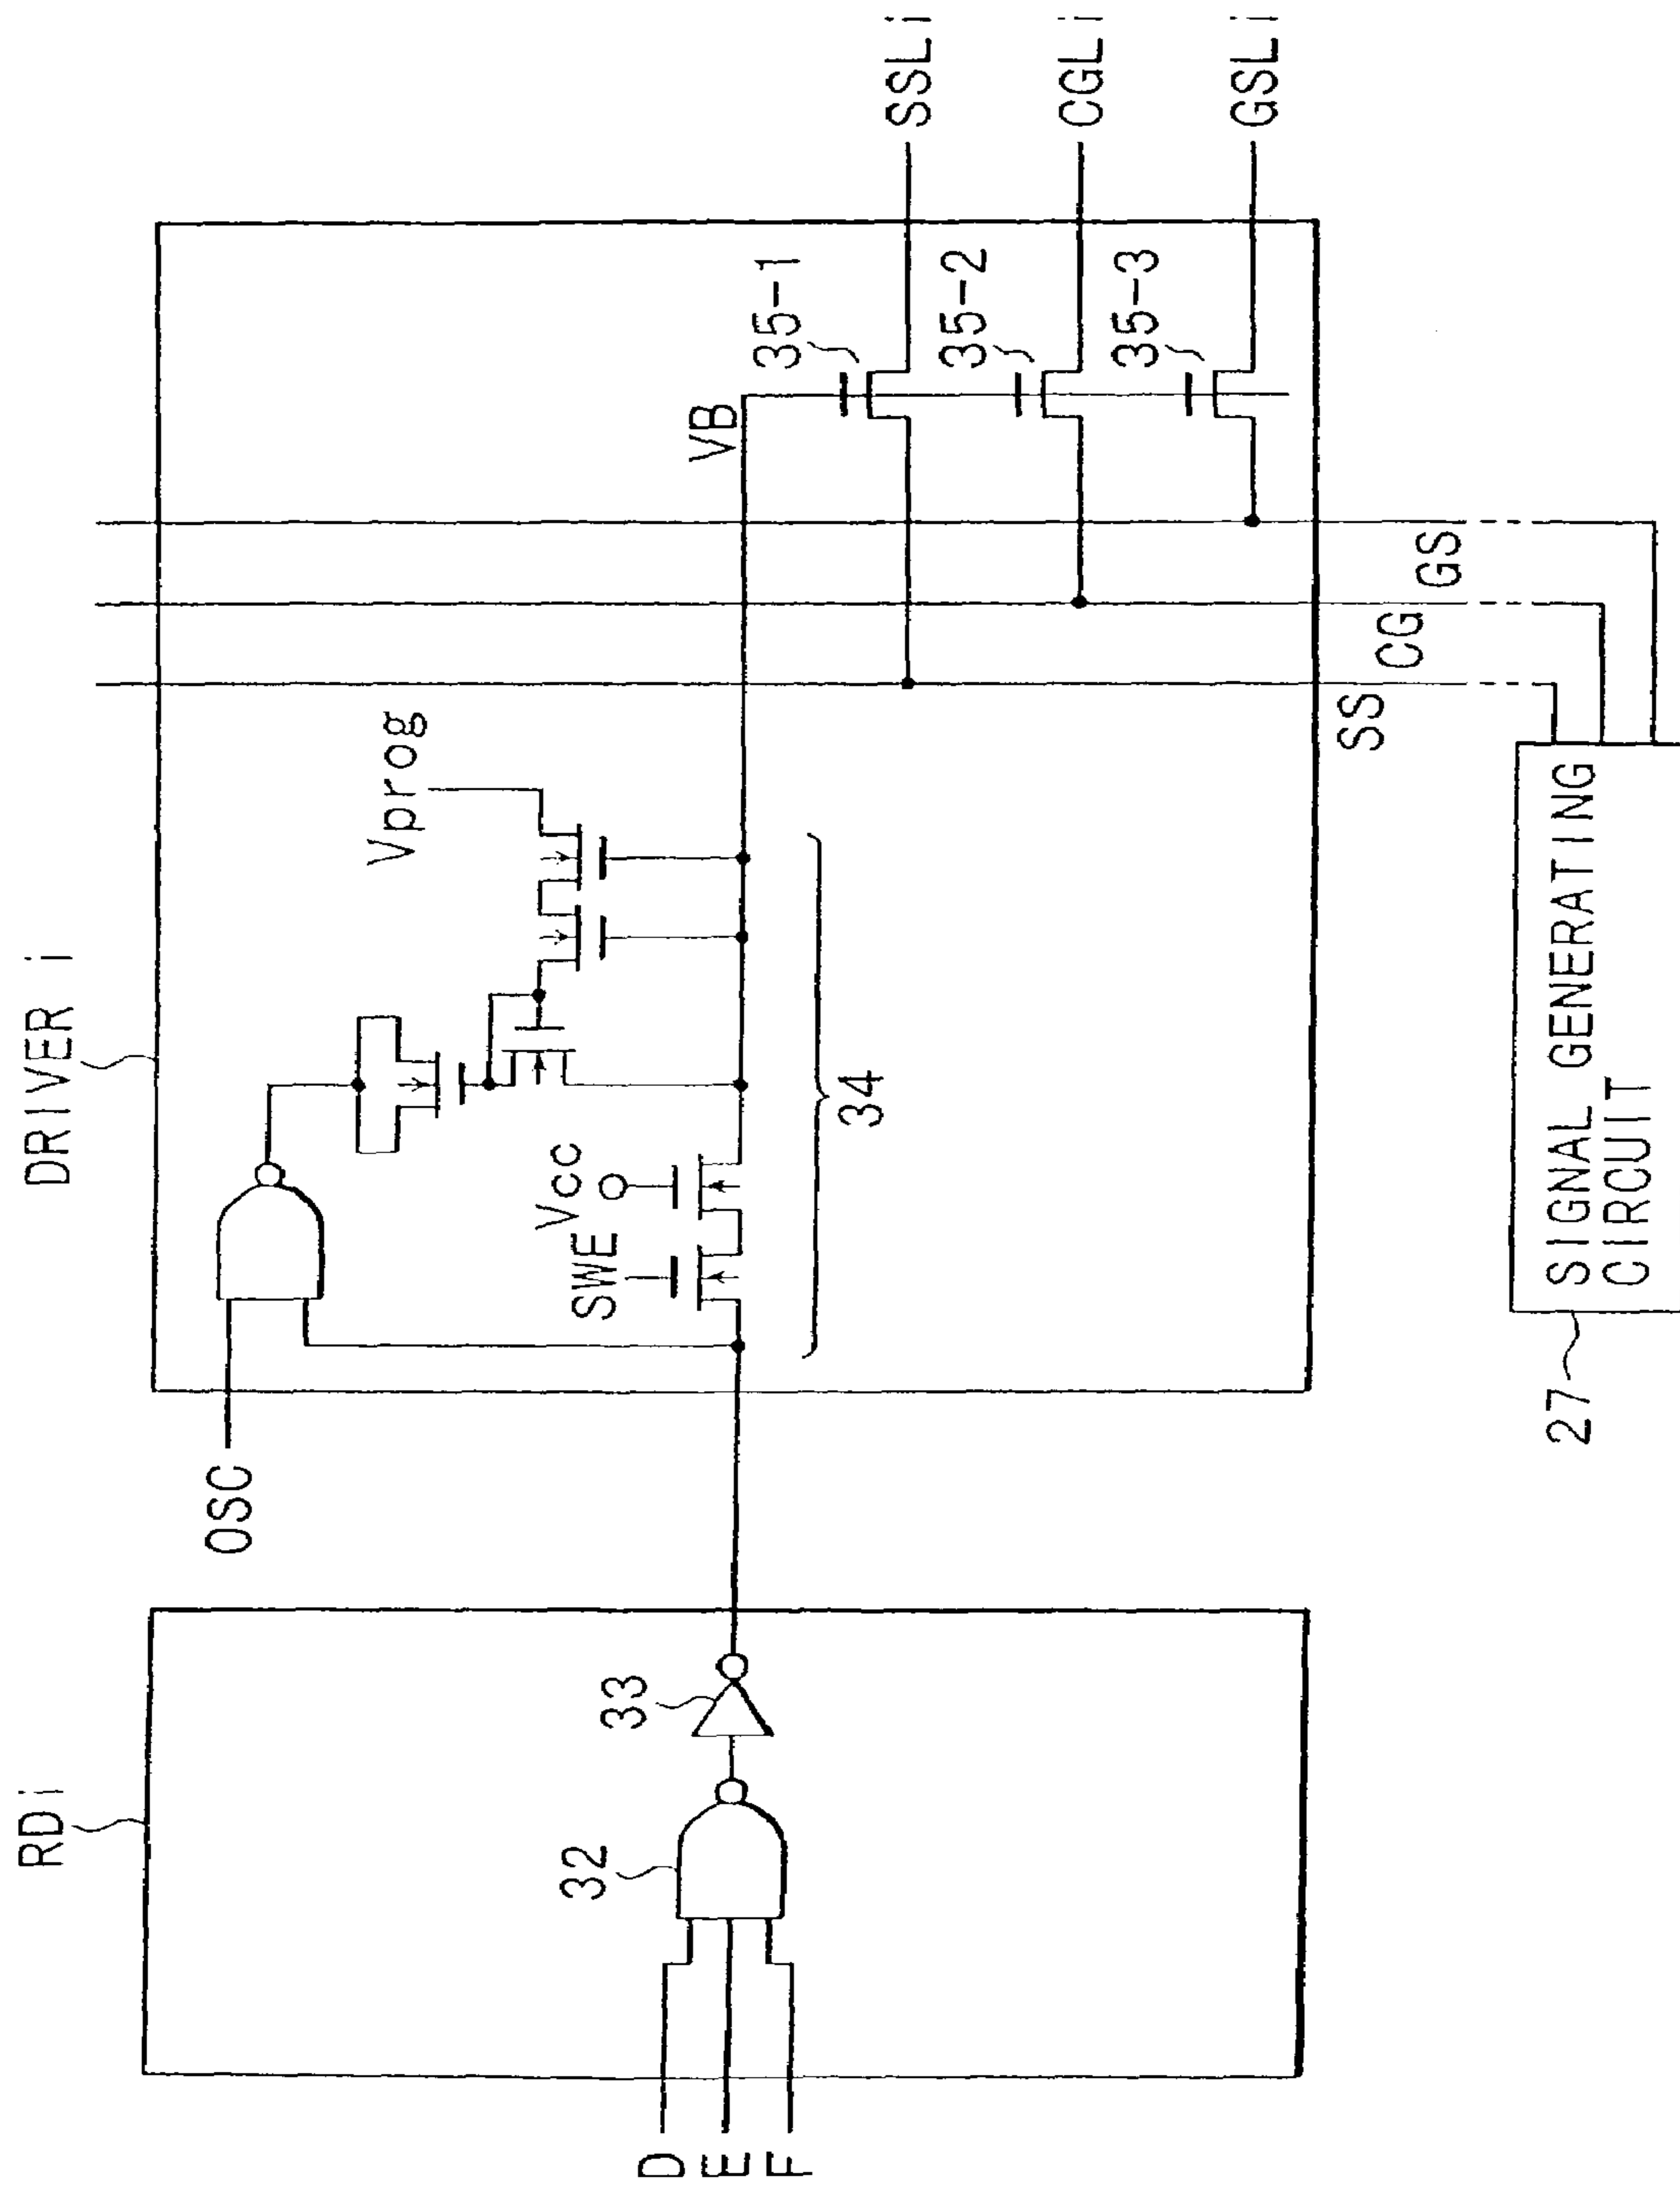 RDi
DRIVER i
OSC
Vprog
SWE
Vcc
VB
32
33
D
E
F
34
35-1
35-2
35-3
SSLi
CGLi
GSLi
SS
CG
GS
27
SIGNAL GENERATING
CIRCUIT